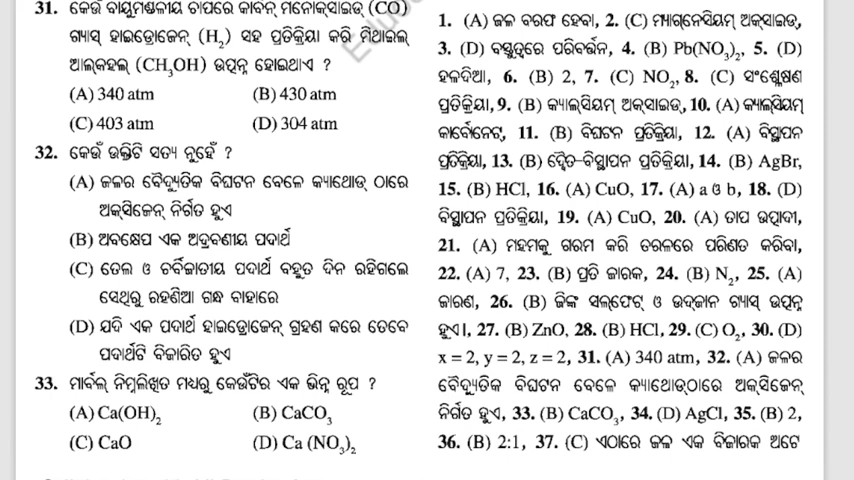 31. କେଉଁ ବାୟୁମଣ୍ଡଳୀୟ ଚାପରେ କାର୍ବନ୍ ମନୋକ୍‌ସାଇଡ୍ (CO)
ଗ୍ୟାସ୍ ହାଇଡ୍ରୋଜେନ୍ (H₂) ସହ ପ୍ରତିକ୍ରିୟା କରି ମିଥାଇଲ୍
ଆଲ୍‌କହଲ୍ (CH₃OH) ଉତ୍ପନ୍ନ ହୋଇଥାଏ ?
(A) 340 atm (B) 430 atm
(C) 403 atm (D) 304 atm
32. କେଉଁ ଉକ୍ତିଟି ସତ୍ୟ ନୁହେଁ ?
(A) ଜଳର ବୈଦ୍ୟୁତିକ ବିଘଟନ ବେଳେ କ୍ୟାଥୋଡ୍ ଠାରେ
ଅକ୍‌ସିଜେନ୍ ନିର୍ଗତ ହୁଏ
(B) ଅବକ୍ଷେପ ଏକ ଅଦ୍ରବଣୀୟ ପଦାର୍ଥ
(C) ତେଲ ଓ ଚର୍ବିଜାତୀୟ ପଦାର୍ଥ ବହୁତ ଦିନ ରହିଗଲେ
ସେଥିରୁ ରହଣିଆ ଗନ୍ଧ ବାହାରେ
(D) ଯଦି ଏକ ପଦାର୍ଥ ହାଇଡ୍ରୋଜେନ୍ ଗ୍ରହଣ କରେ ତେବେ
ପଦାର୍ଥଟି ବିଜାରିତ ହୁଏ
33. ମାର୍ବଲ୍ ନିମ୍ନଲିଖିତ ମଧ୍ୟରୁ କେଉଁଟିର ଏକ ଭିନ୍ନ ରୂପ ?
(A) Ca(OH)₂ (B) CaCO₃
(C) CaO (D) Ca (NO₃)₂
1. (A) ଜଳ ବରଫ ହେବା, 2. (C) ମ୍ୟାଗ୍‌ନେସିୟମ୍ ଅକ୍‌ସାଇଡ୍,
3. (D) ବସ୍ତୁତ୍ୱରେ ପରିବର୍ତ୍ତନ, 4. (B) Pb(NO₃)₂, 5. (D)
ହଳଦିଆ, 6. (B) 2, 7. (C) NO₂, 8. (C) ସଂଶ୍ଳେଷଣ
ପ୍ରତିକ୍ରିୟା, 9. (B) କ୍ୟାଲ୍‌ସିୟମ୍ ଅକ୍‌ସାଇଡ୍, 10. (A) କ୍ୟାଲ୍‌ସିୟମ୍
କାର୍ବୋନେଟ୍, 11. (B) ବିଘଟନ ପ୍ରତିକ୍ରିୟା, 12. (A) ବିସ୍ଥାପନ
ପ୍ରତିକ୍ରିୟା, 13. (B) ଦ୍ୱୈତ-ବିସ୍ଥାପନ ପ୍ରତିକ୍ରିୟା, 14. (B) AgBr,
15. (B) HCl, 16. (A) CuO, 17. (A) a ଓ b, 18. (D)
ବିସ୍ଥାପନ ପ୍ରତିକ୍ରିୟା, 19. (A) CuO, 20. (A) ତାପ ଉତ୍ପାଦୀ,
21. (A) ମହମକୁ ଗରମ କରି ତରଳରେ ପରିଣତ କରିବା,
22. (A) 7, 23. (B) ପ୍ରତି ଜାରକ, 24. (B) N₂, 25. (A)
ଜାରଣ, 26. (B) ଜିଙ୍କ ସଲ୍‌ଫେଟ୍ ଓ ଉଦ୍‌ଜାନ ଗ୍ୟାସ୍ ଉତ୍ପନ୍ନ
ହୁଏ।, 27. (B) ZnO, 28. (B) HCl, 29. (C) O₂, 30. (D)
x = 2, y = 2, z = 2, 31. (A) 340 atm, 32. (A) ଜଳର
ବୈଦ୍ୟୁତିକ ବିଘଟନ ବେଳେ କ୍ୟାଥୋଡ୍‌ଠାରେ ଅକ୍‌ସିଜେନ୍
ନିର୍ଗତ ହୁଏ, 33. (B) CaCO₃, 34. (D) AgCl, 35. (B) 2,
36. (B) 2:1, 37. (C) ଏଠାରେ ଜଳ ଏକ ବିଜାରକ ଅଟେ